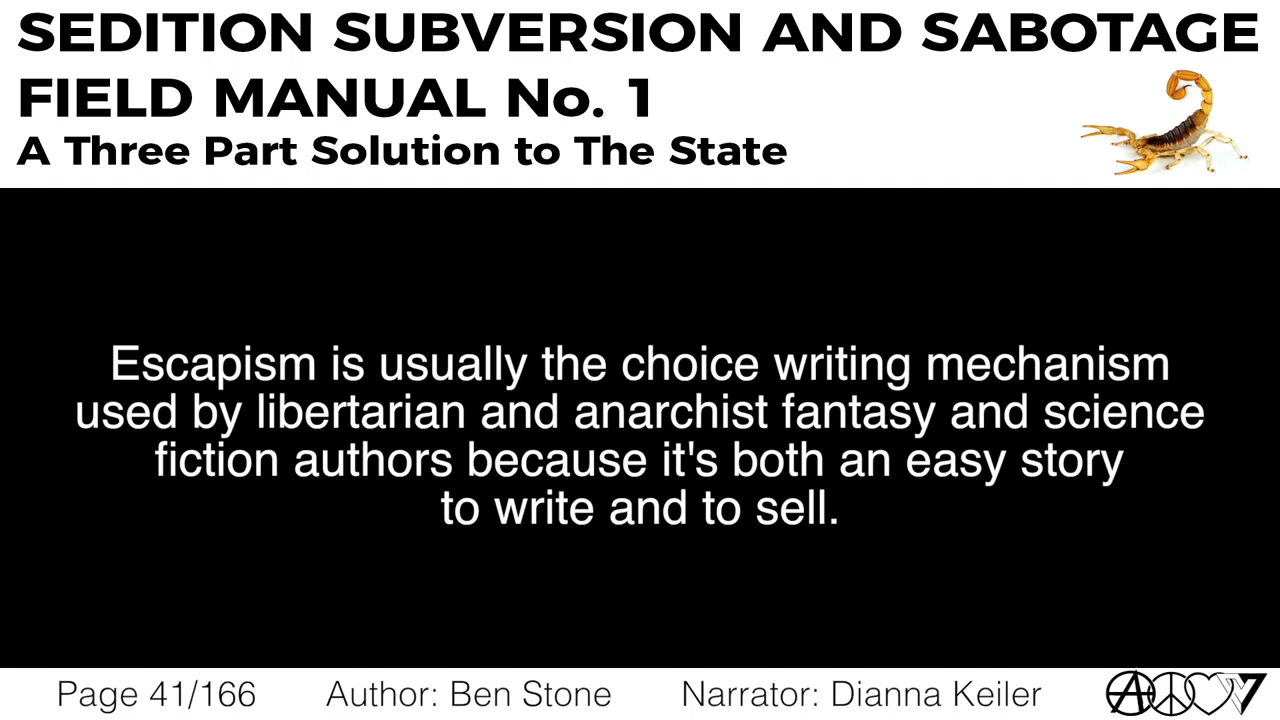 SEDITION SUBVERSION AND SABOTAGE
FIELD MANUAL No. 1
A Three Part Solution to The State
Escapism is usually the choice writing mechanism
used by libertarian and anarchist fantasy and science
fiction authors because it's both an easy story
to write and to sell.
Page 41/166 Author: Ben Stone Narrator: Dianna Keiler